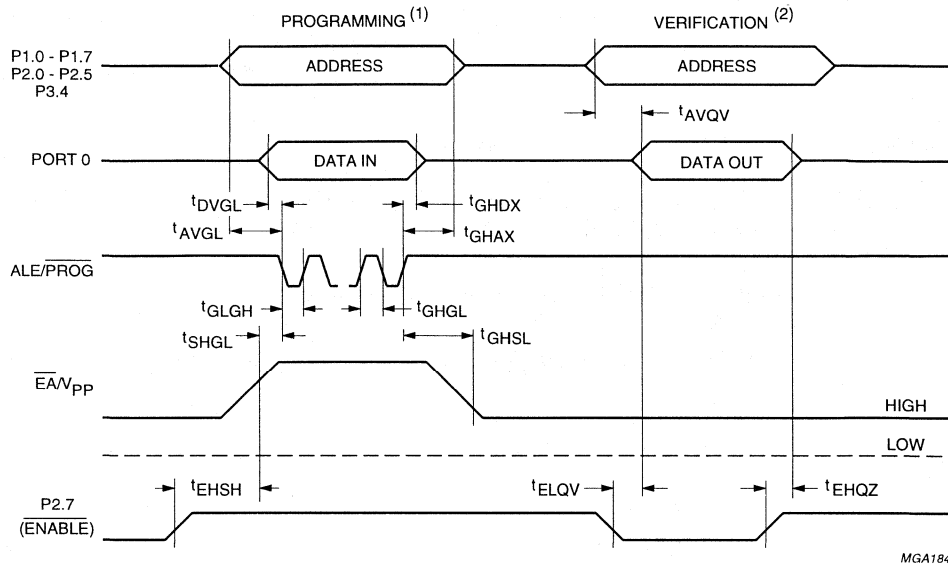 PROGRAMMING (1) VERIFICATION (2)
P1.0 - P1.7
P2.0 - P2.5
P3.4
ADDRESS ADDRESS
tAVQV
PORT 0 DATA IN DATA OUT
tDVGL tGHDX
tAVGL tGHAX
ALE/PROG
tGLGH tGHGL
tSHGL tGHSL
EA/VPP
HIGH
LOW
tEHSH tELQV tEHQZ
P2.7
(ENABLE)
MGA184